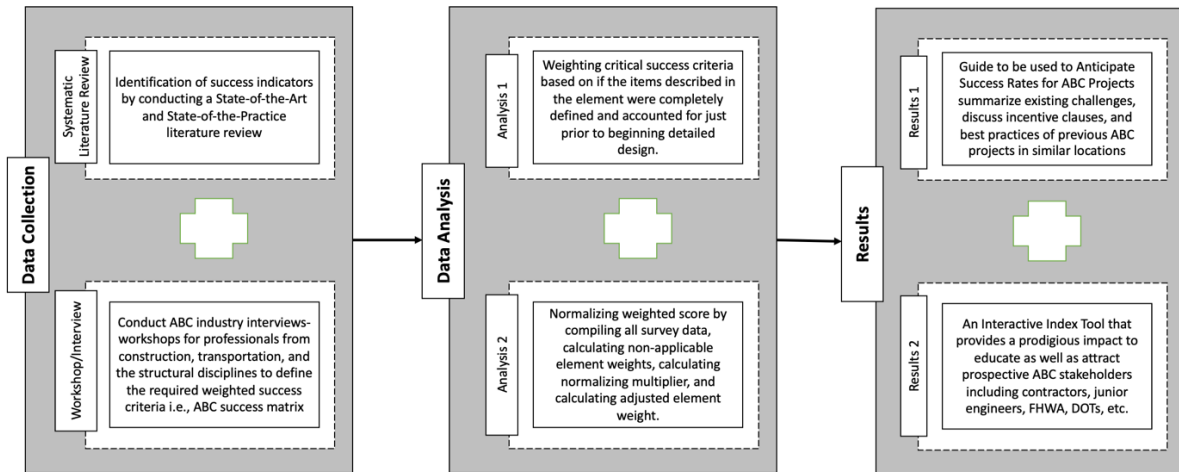 Data Collection
Systematic
Literature Review
Identification of success indicators
by conducting a State-of-the-Art
and State-of-the-Practice
literature review
Workshop/Interview
Conduct ABC industry interviews-
workshops for professionals from
construction, transportation, and
the structural disciplines to define
the required weighted success
criteria i.e., ABC success matrix
Data Analysis
Analysis 1
Weighting critical success criteria
based on if the items described in
the element were completely
defined and accounted for just
prior to beginning detailed
design.
Analysis 2
Normalizing weighted score by
compiling all survey data,
calculating non-applicable
element weights, calculating
normalizing multiplier, and
calculating adjusted element
weight.
Results
Results 1
Guide to be used to Anticipate
Success Rates for ABC Projects
summarize existing challenges,
discuss incentive clauses, and
best practices of previous ABC
projects in similar locations
Results 2
An Interactive Index Tool that
provides a prodigious impact to
educate as well as attract
prospective ABC stakeholders
including contractors, junior
engineers, FHWA, DOTs, etc.